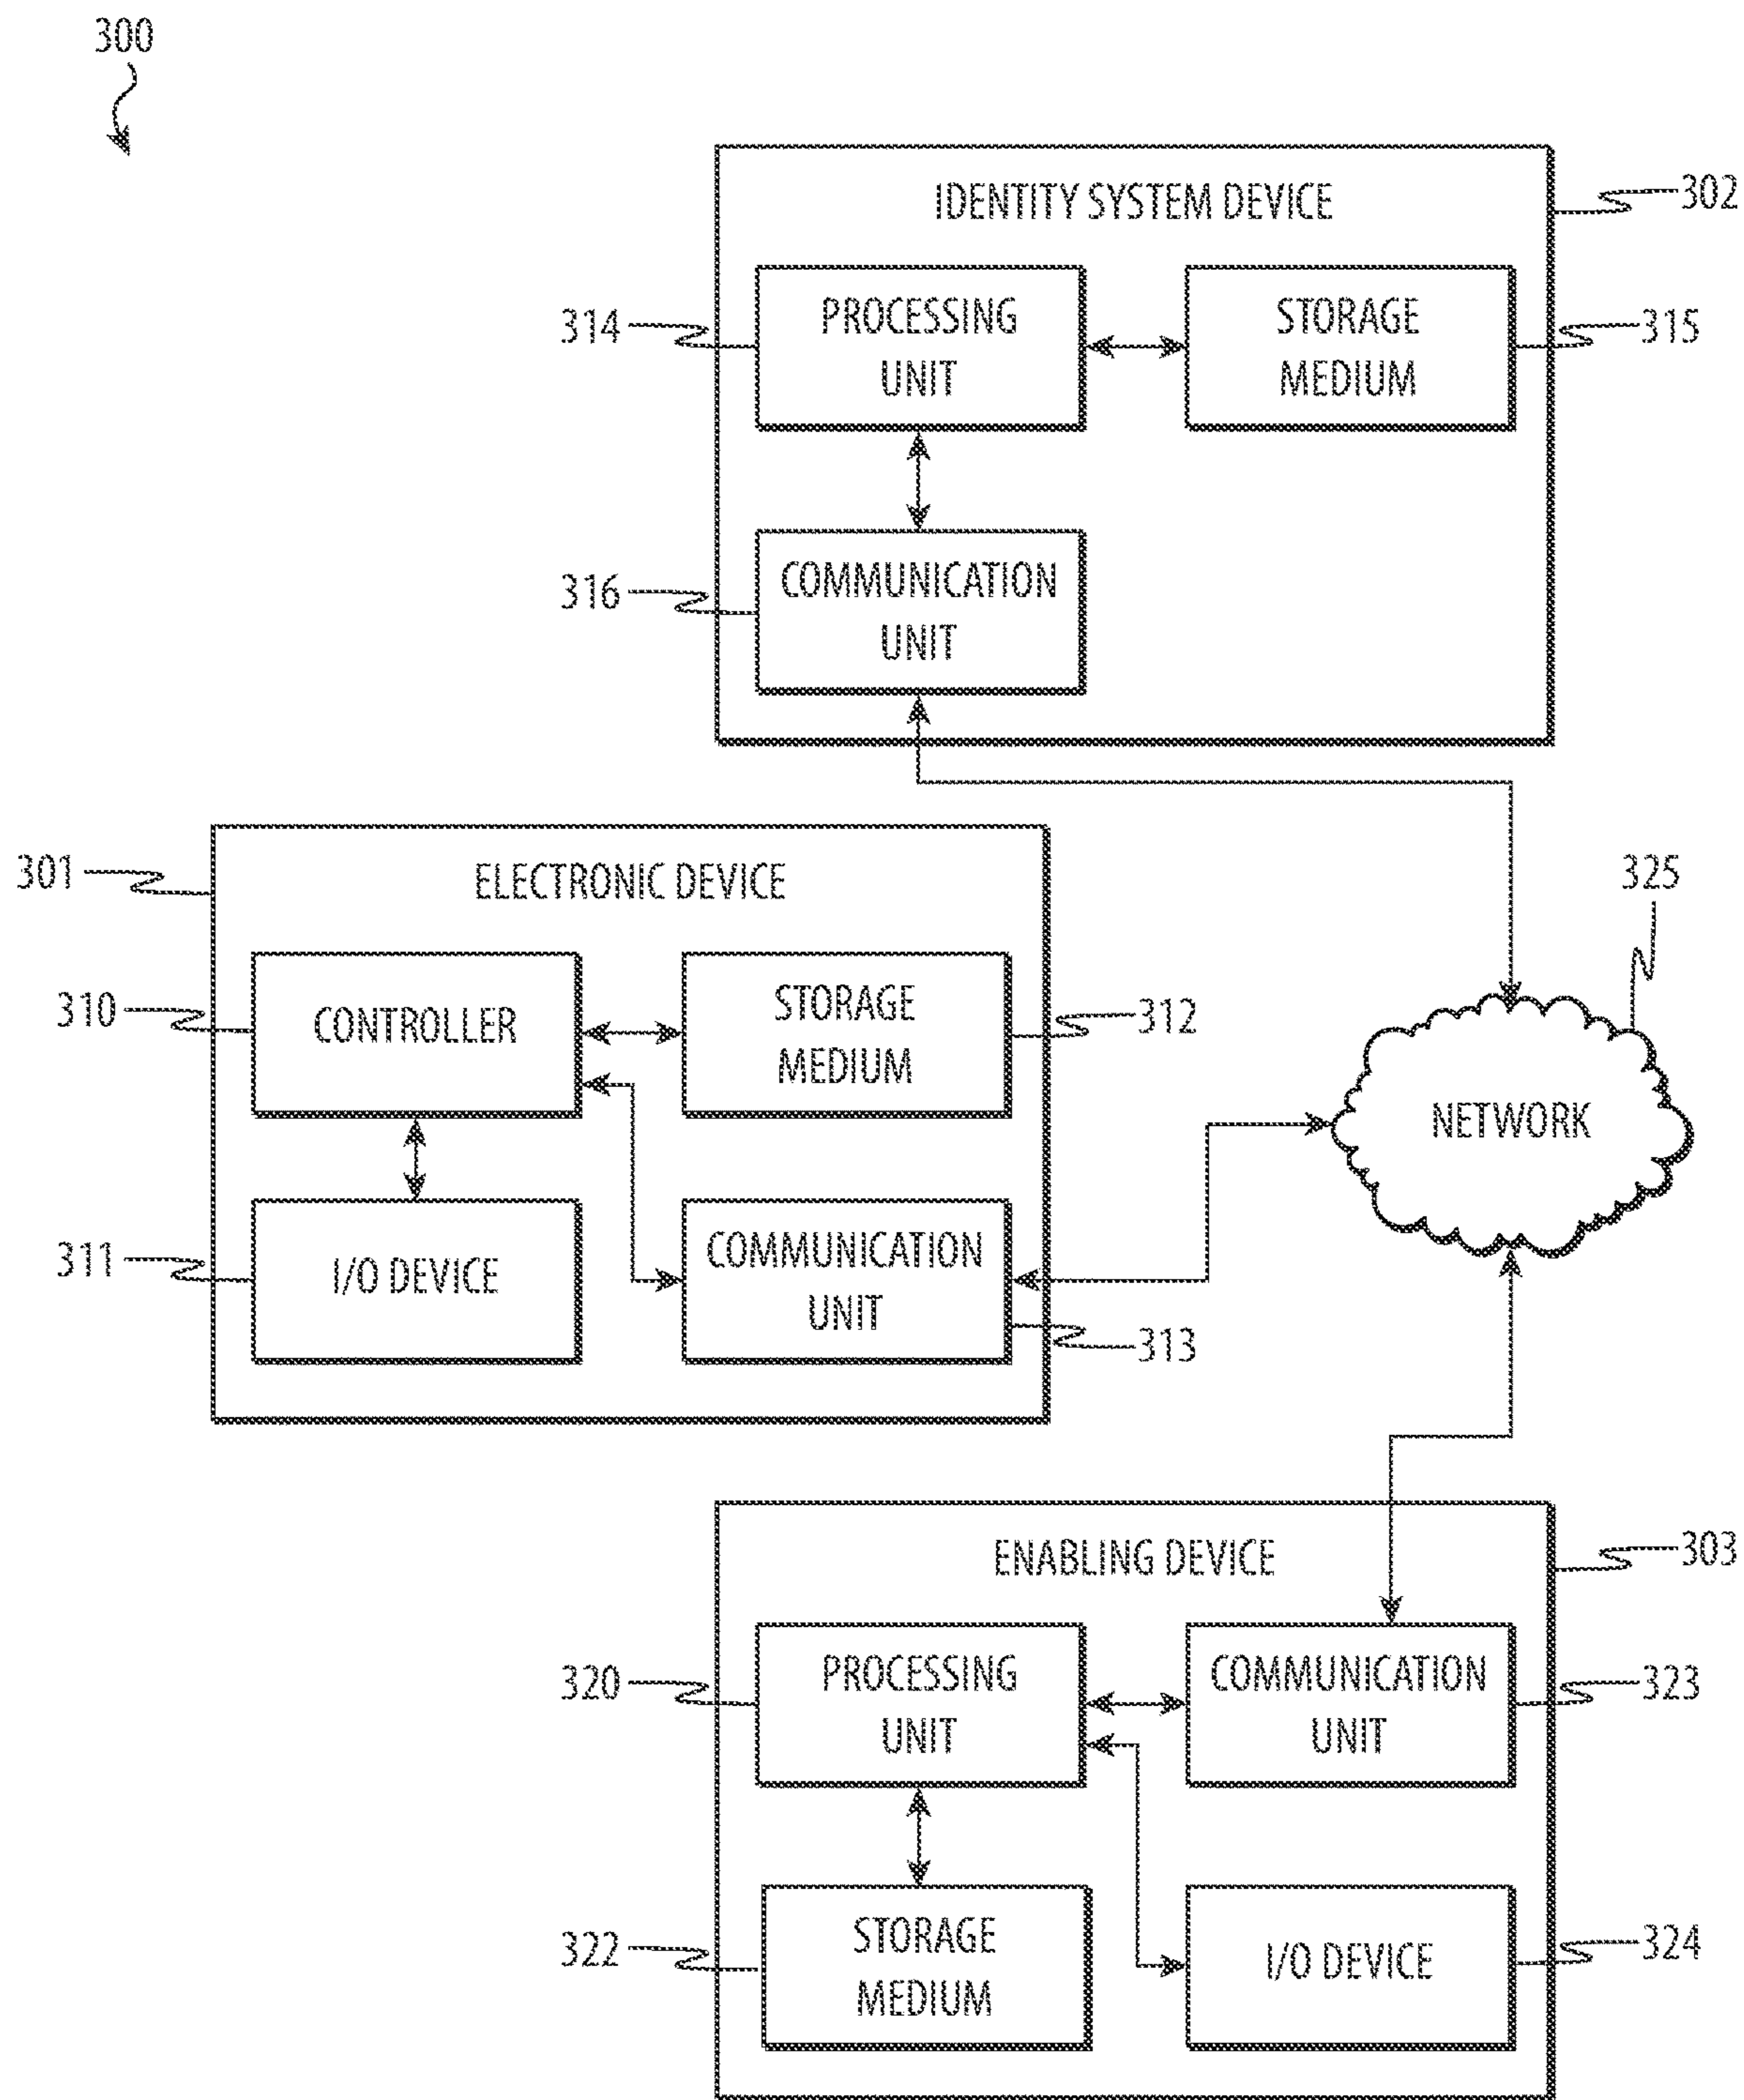 300
IDENTITY SYSTEM DEVICE
302
314
PROCESSING
UNIT
STORAGE
MEDIUM
315
316
COMMUNICATION
UNIT
301
ELECTRONIC DEVICE
325
310
CONTROLLER
STORAGE
MEDIUM
312
NETWORK
311
I/O DEVICE
COMMUNICATION
UNIT
313
ENABLING DEVICE
303
320
PROCESSING
UNIT
COMMUNICATION
UNIT
323
322
STORAGE
MEDIUM
I/O DEVICE
324